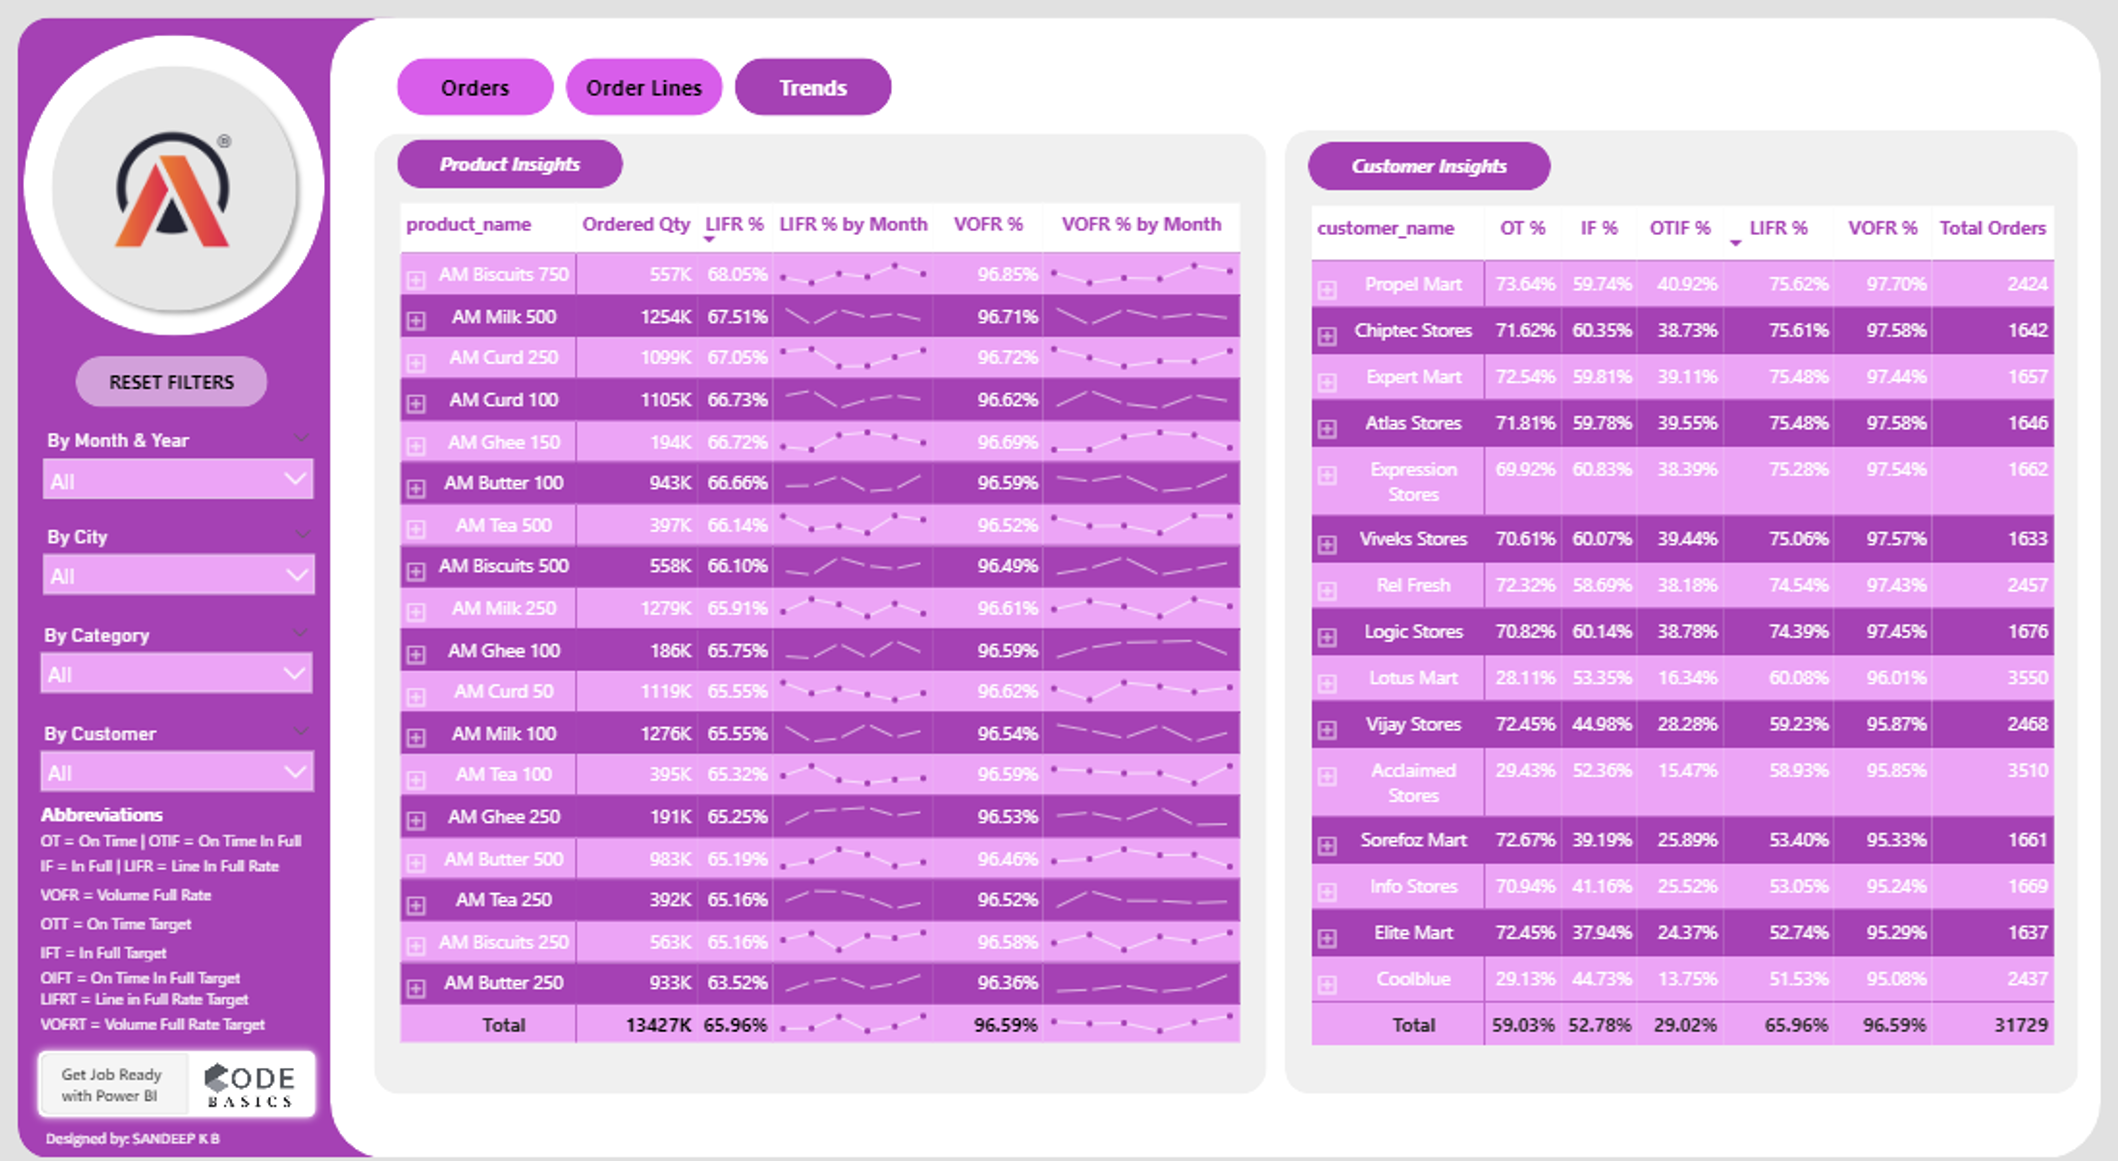 ®
RESET FILTERS
By Month & Year
All
By City
All
By Category
All
By Customer
All
Abbreviations
OT = On Time | OTIF = On Time In Full
IF = In Full | LIFR = Line In Full Rate
VOFR = Volume Full Rate
OTT = On Time Target
IFT = In Full Target
OIFT = On Time In Full Target
LIFRT = Line in Full Rate Target
VOFRT = Volume Full Rate Target
Get Job Ready
with Power BI
CODE
BASICS
Designed by: SANDEEP K B
Orders Order Lines Trends
Product Insights
product_name Ordered Qty LIFR % LIFR % by Month VOFR % VOFR % by Month
AM Biscuits 750 557K 68.05% 96.85%
AM Milk 500 1254K 67.51% 96.71%
AM Curd 250 1099K 67.05% 96.72%
AM Curd 100 1105K 66.73% 96.62%
AM Ghee 150 194K 66.72% 96.69%
AM Butter 100 943K 66.66% 96.59%
AM Tea 500 397K 66.14% 96.52%
AM Biscuits 500 558K 66.10% 96.49%
AM Milk 250 1279K 65.91% 96.61%
AM Ghee 100 186K 65.75% 96.59%
AM Curd 50 1119K 65.55% 96.62%
AM Milk 100 1276K 65.55% 96.54%
AM Tea 100 395K 65.32% 96.59%
AM Ghee 250 191K 65.25% 96.53%
AM Butter 500 983K 65.19% 96.46%
AM Tea 250 392K 65.16% 96.52%
AM Biscuits 250 563K 65.16% 96.58%
AM Butter 250 933K 63.52% 96.36%
Total 13427K 65.96% 96.59%
Customer Insights
customer_name OT % IF % OTIF % LIFR % VOFR % Total Orders
Propel Mart 73.64% 59.74% 40.92% 75.62% 97.70% 2424
Chiptec Stores 71.62% 60.35% 38.73% 75.61% 97.58% 1642
Expert Mart 72.54% 59.81% 39.11% 75.48% 97.44% 1657
Atlas Stores 71.81% 59.78% 39.55% 75.48% 97.58% 1646
Expression 69.92% 60.83% 38.39% 75.28% 97.54% 1662
Stores
Viveks Stores 70.61% 60.07% 39.44% 75.06% 97.57% 1633
Rel Fresh 72.32% 58.69% 38.18% 74.54% 97.43% 2457
Logic Stores 70.82% 60.14% 38.78% 74.39% 97.45% 1676
Lotus Mart 28.11% 53.35% 16.34% 60.08% 96.01% 3550
Vijay Stores 72.45% 44.98% 28.28% 59.23% 95.87% 2468
Acclaimed 29.43% 52.36% 15.47% 58.93% 95.85% 3510
Stores
Sorefoz Mart 72.67% 39.19% 25.89% 53.40% 95.33% 1661
Info Stores 70.94% 41.16% 25.52% 53.05% 95.24% 1669
Elite Mart 72.45% 37.94% 24.37% 52.74% 95.29% 1637
Coolblue 29.13% 44.73% 13.75% 51.53% 95.08% 2437
Total 59.03% 52.78% 29.02% 65.96% 96.59% 31729